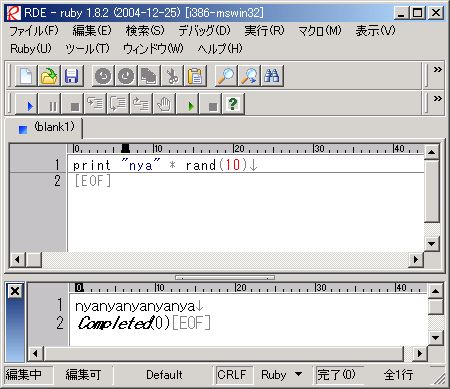 RDE - ruby 1.8.2 (2004-12-25) [i386-mswin32]
ファイル(F) 編集(E) 検索(S) デバッグ(D) 実行(R) マクロ(M) 表示(V)
Ruby(U) ツール(T) ウィンドウ(W) ヘルプ(H)
(blank1)
0 10 20 30 40
1 print "nya" * rand(10)↓
2 [EOF]
0 10 20 30 40
1 nyanyanyanyanya↓
2 Completed(0)[EOF]
編集中 編集可 Default CRLF Ruby 完了(0) 全1行